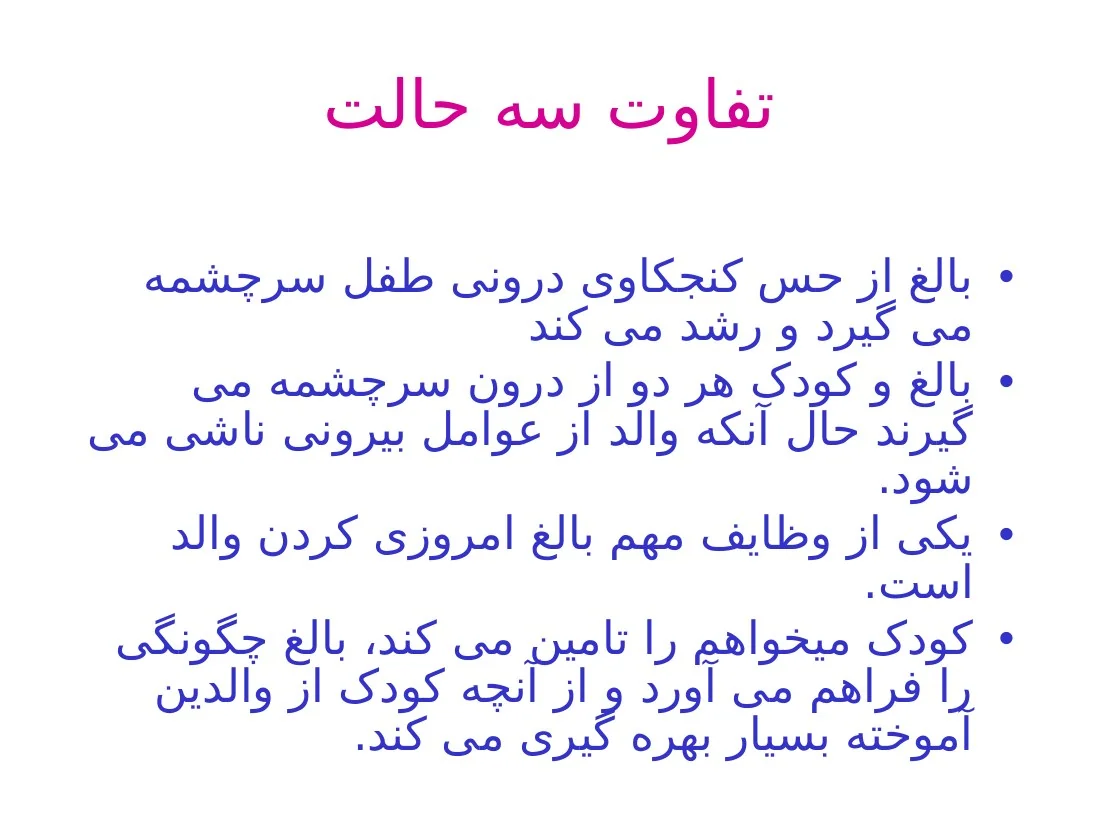 تفاوت سه حالت
• بالغ از حس کنجکاوی درونی طفل سرچشمه
می گیرد و رشد می کند
• بالغ و کودک هر دو از درون سرچشمه می
گیرند حال آنکه والد از عوامل بیرونی ناشی می
شود.
• یکی از وظایف مهم بالغ امروزی کردن والد
است.
• کودک میخواهم را تامین می کند، بالغ چگونگی
را فراهم می آورد و از آنچه کودک از والدین
آموخته بسیار بهره گیری می کند.